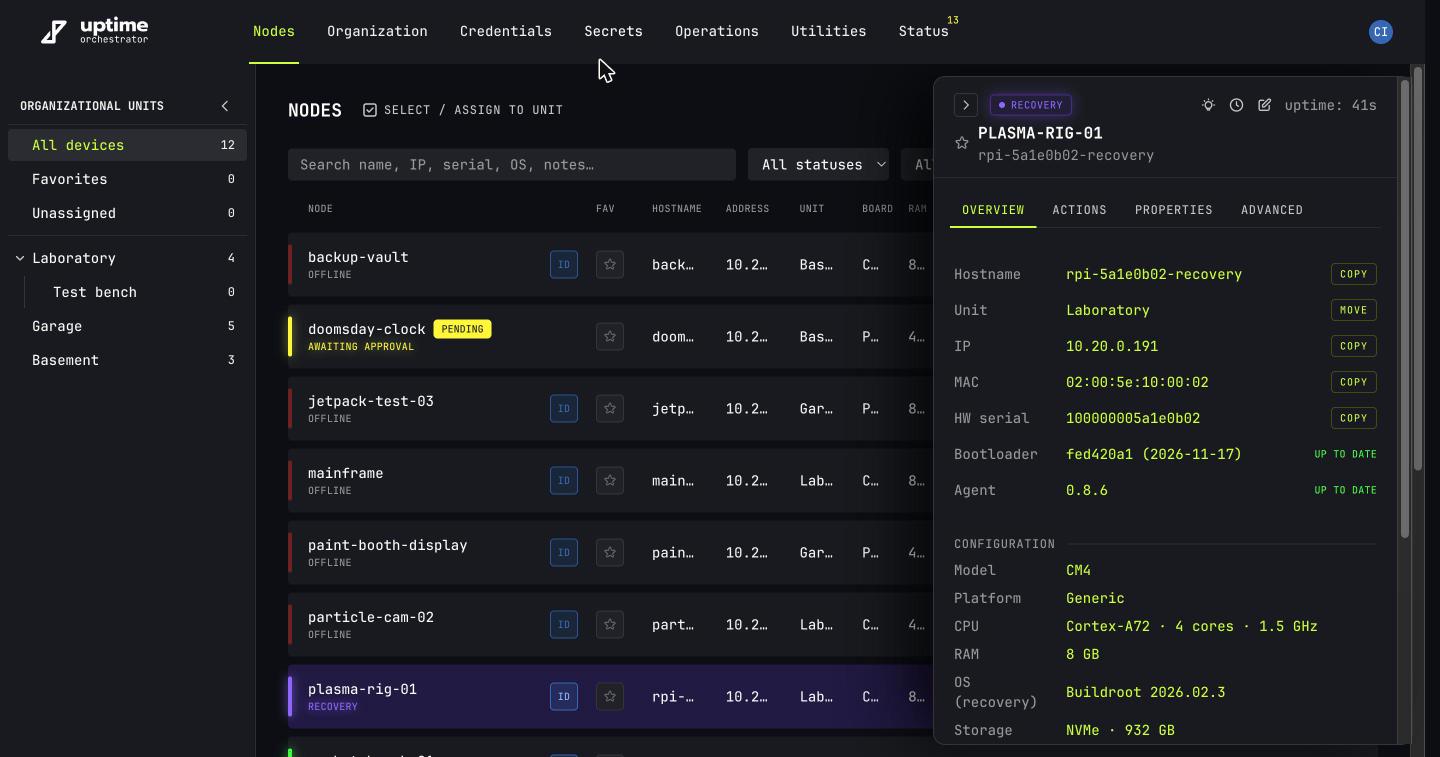 uptime
orchestrator
Nodes Organization Credentials Secrets Operations Utilities Status 13
CI
ORGANIZATIONAL UNITS
All devices 12
Favorites 0
Unassigned 0
Laboratory 4
Test bench 0
Garage 5
Basement 3
NODES SELECT / ASSIGN TO UNIT
Search name, IP, serial, OS, notes…
All statuses
NODE FAV HOSTNAME ADDRESS UNIT BOARD RAM
backup-vault ID back… 10.2… Bas… C… 8…
OFFLINE
doomsday-clock PENDING doom… 10.2… Bas… P… 4…
AWAITING APPROVAL
jetpack-test-03 ID jetp… 10.2… Gar… P… 8…
OFFLINE
mainframe ID main… 10.2… Lab… C… 8…
OFFLINE
paint-booth-display ID pain… 10.2… Gar… P… 4…
OFFLINE
particle-cam-02 ID part… 10.2… Lab… C… 4…
OFFLINE
plasma-rig-01 ID rpi-… 10.2… Lab… C… 8…
RECOVERY
RECOVERY uptime: 41s
PLASMA-RIG-01
rpi-5a1e0b02-recovery
OVERVIEW ACTIONS PROPERTIES ADVANCED
Hostname rpi-5a1e0b02-recovery COPY
Unit Laboratory MOVE
IP 10.20.0.191 COPY
MAC 02:00:5e:10:00:02 COPY
HW serial 100000005a1e0b02 COPY
Bootloader fed420a1 (2026-11-17) UP TO DATE
Agent 0.8.6 UP TO DATE
CONFIGURATION
Model CM4
Platform Generic
CPU Cortex-A72 · 4 cores · 1.5 GHz
RAM 8 GB
OS
(recovery) Buildroot 2026.02.3
Storage NVMe · 932 GB